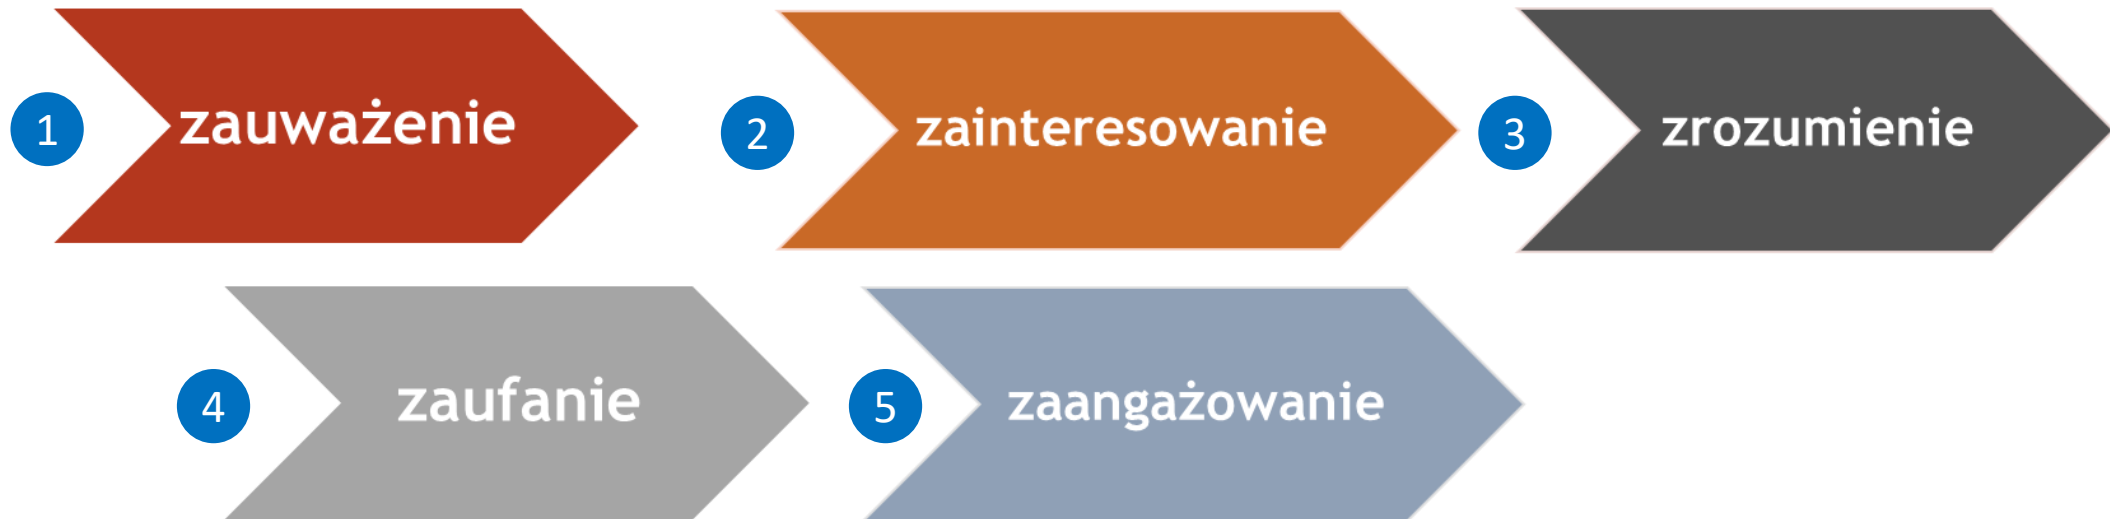 1 zauważenie
2 zainteresowanie
3 zrozumienie
4 zaufanie
5 zaangażowanie